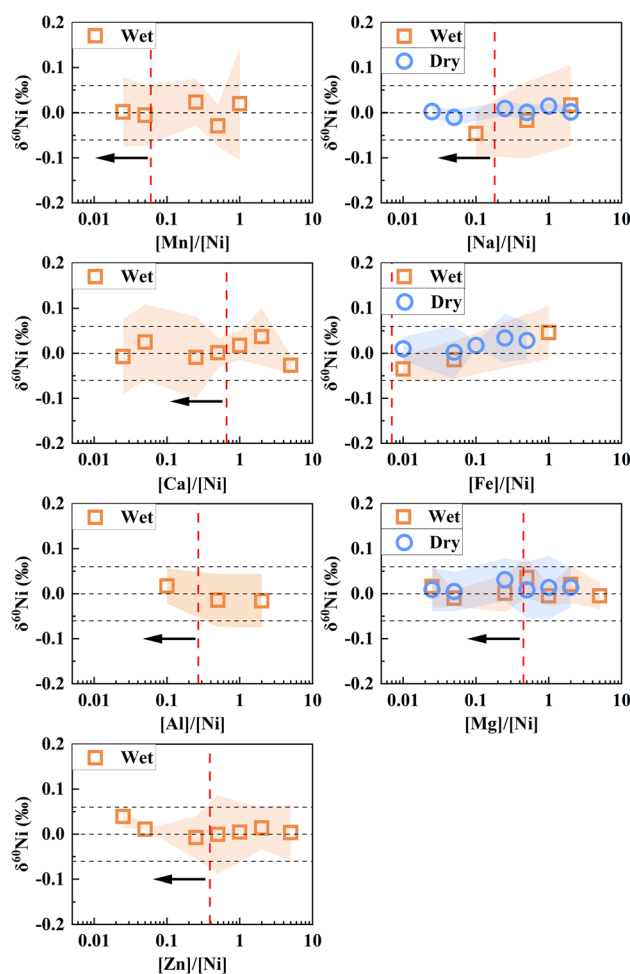 Wet
δ⁶⁰Ni (‰)
0.2
0.1
0.0
-0.1
-0.2
0.01 0.1 1 10
[Mn]/[Ni]
Wet
Dry
δ⁶⁰Ni (‰)
0.2
0.1
0.0
-0.1
-0.2
0.01 0.1 1 10
[Na]/[Ni]
Wet
δ⁶⁰Ni (‰)
0.2
0.1
0.0
-0.1
-0.2
0.01 0.1 1 10
[Ca]/[Ni]
Wet
Dry
δ⁶⁰Ni (‰)
0.2
0.1
0.0
-0.1
-0.2
0.01 0.1 1 10
[Fe]/[Ni]
Wet
δ⁶⁰Ni (‰)
0.2
0.1
0.0
-0.1
-0.2
0.01 0.1 1 10
[Al]/[Ni]
Wet
Dry
δ⁶⁰Ni (‰)
0.2
0.1
0.0
-0.1
-0.2
0.01 0.1 1 10
[Mg]/[Ni]
Wet
δ⁶⁰Ni (‰)
0.2
0.1
0.0
-0.1
-0.2
0.01 0.1 1 10
[Zn]/[Ni]